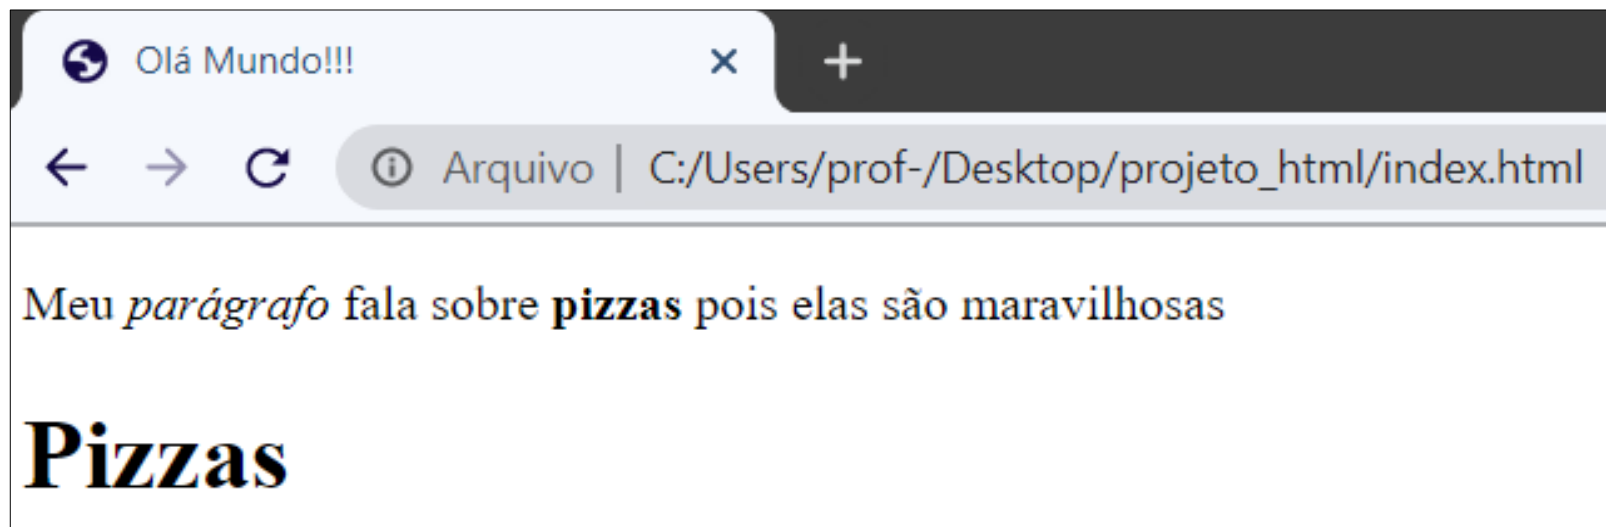 Olá Mundo!!!
Arquivo | C:/Users/prof-/Desktop/projeto_html/index.html
Meu parágrafo fala sobre pizzas pois elas são maravilhosas
Pizzas